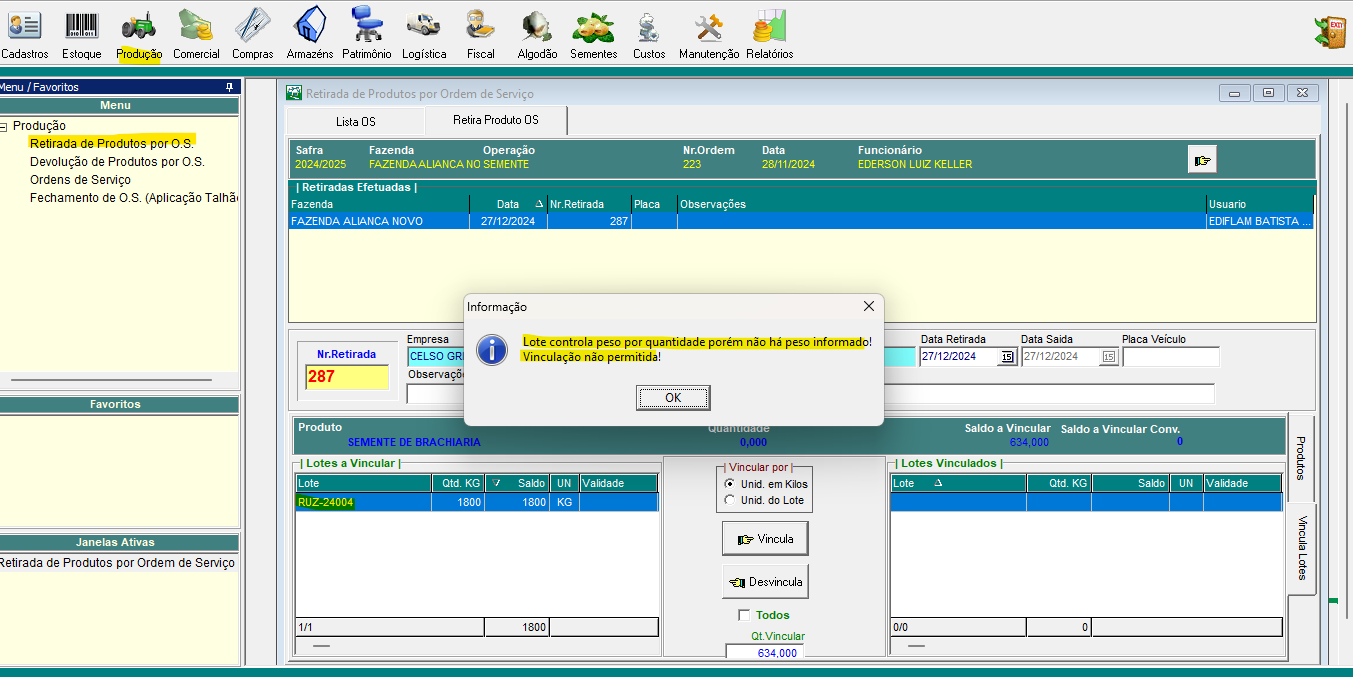 Cadastros Estoque Produção Comercial Compras Armazéns Patrimônio Logística Fiscal Algodão Sementes Custos Manutenção Relatórios
EXIT
Menu / Favoritos
Menu
Produção
Retirada de Produtos por O.S.
Devolução de Produtos por O.S.
Ordens de Serviço
Fechamento de O.S. (Aplicação Talhão
Favoritos
Janelas Ativas
Retirada de Produtos por Ordem de Serviço
Retirada de Produtos por Ordem de Serviço
Lista OS Retira Produto OS
Safra Fazenda Operação Nr.Ordem Data Funcionário
2024/2025 FAZENDA ALIANCA NO SEMENTE 223 28/11/2024 EDERSON LUIZ KELLER
| Retiradas Efetuadas |
Fazenda Data Nr.Retirada Placa Observações Usuario
FAZENDA ALIANCA NOVO 27/12/2024 287 EDIFLAM BATISTA ...
Informação
Lote controla peso por quantidade porém não há peso informado!
Vinculação não permitida!
OK
Nr.Retirada
287
Empresa
CELSO GRI
Observaçõe
Data Retirada Data Saida Placa Veículo
27/12/2024 15 27/12/2024 15
Produto Quantidade Saldo a Vincular Saldo a Vincular Conv.
SEMENTE DE BRACHIARIA 0,000 634,000 0
| Lotes a Vincular |
Lote Qtd. KG Saldo UN Validade
RUZ-24004 1800 1800 KG
1/1 1800
| Vincular por |
Unid. em Kilos
Unid. do Lote
Vincula
Desvincula
Todos
Qt.Vincular
634,000
| Lotes Vinculados |
Lote Qtd. KG Saldo UN Validade
0/0 0
Produtos
Vincula Lotes